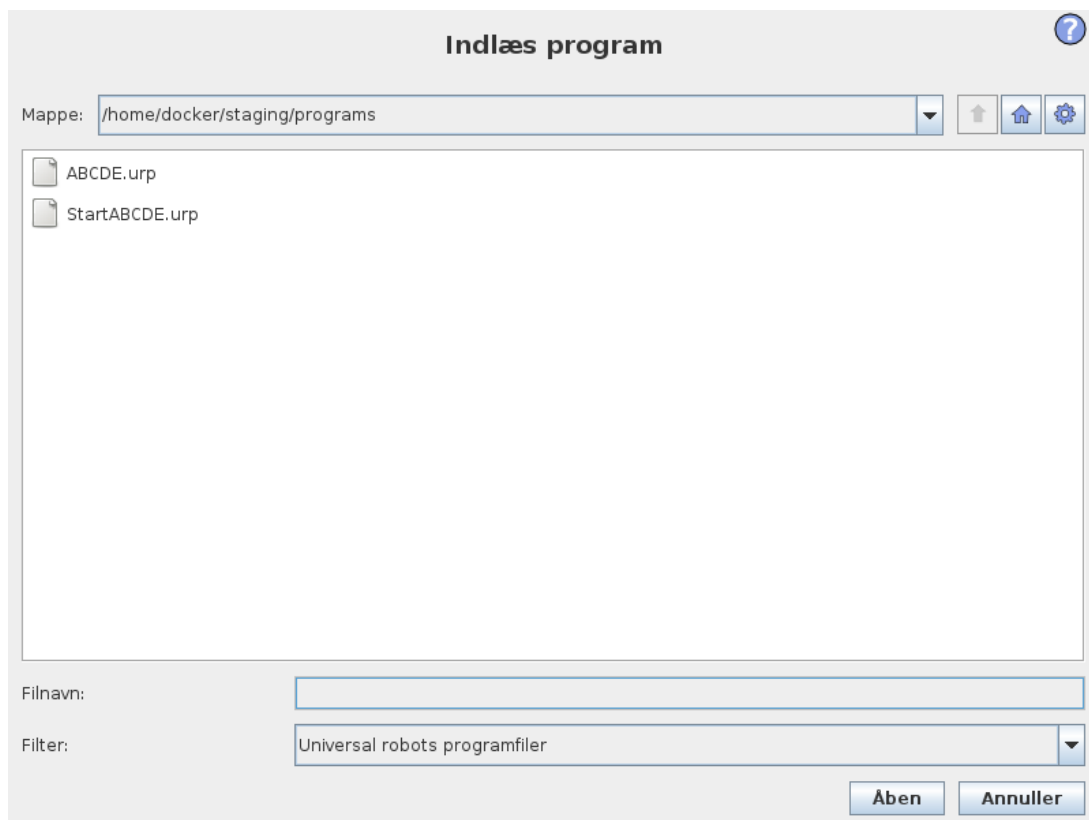 Indlæs program
?
Mappe: /home/docker/staging/programs
ABCDE.urp
StartABCDE.urp
Filnavn:
Filter: Universal robots programfiler
Åben Annuller